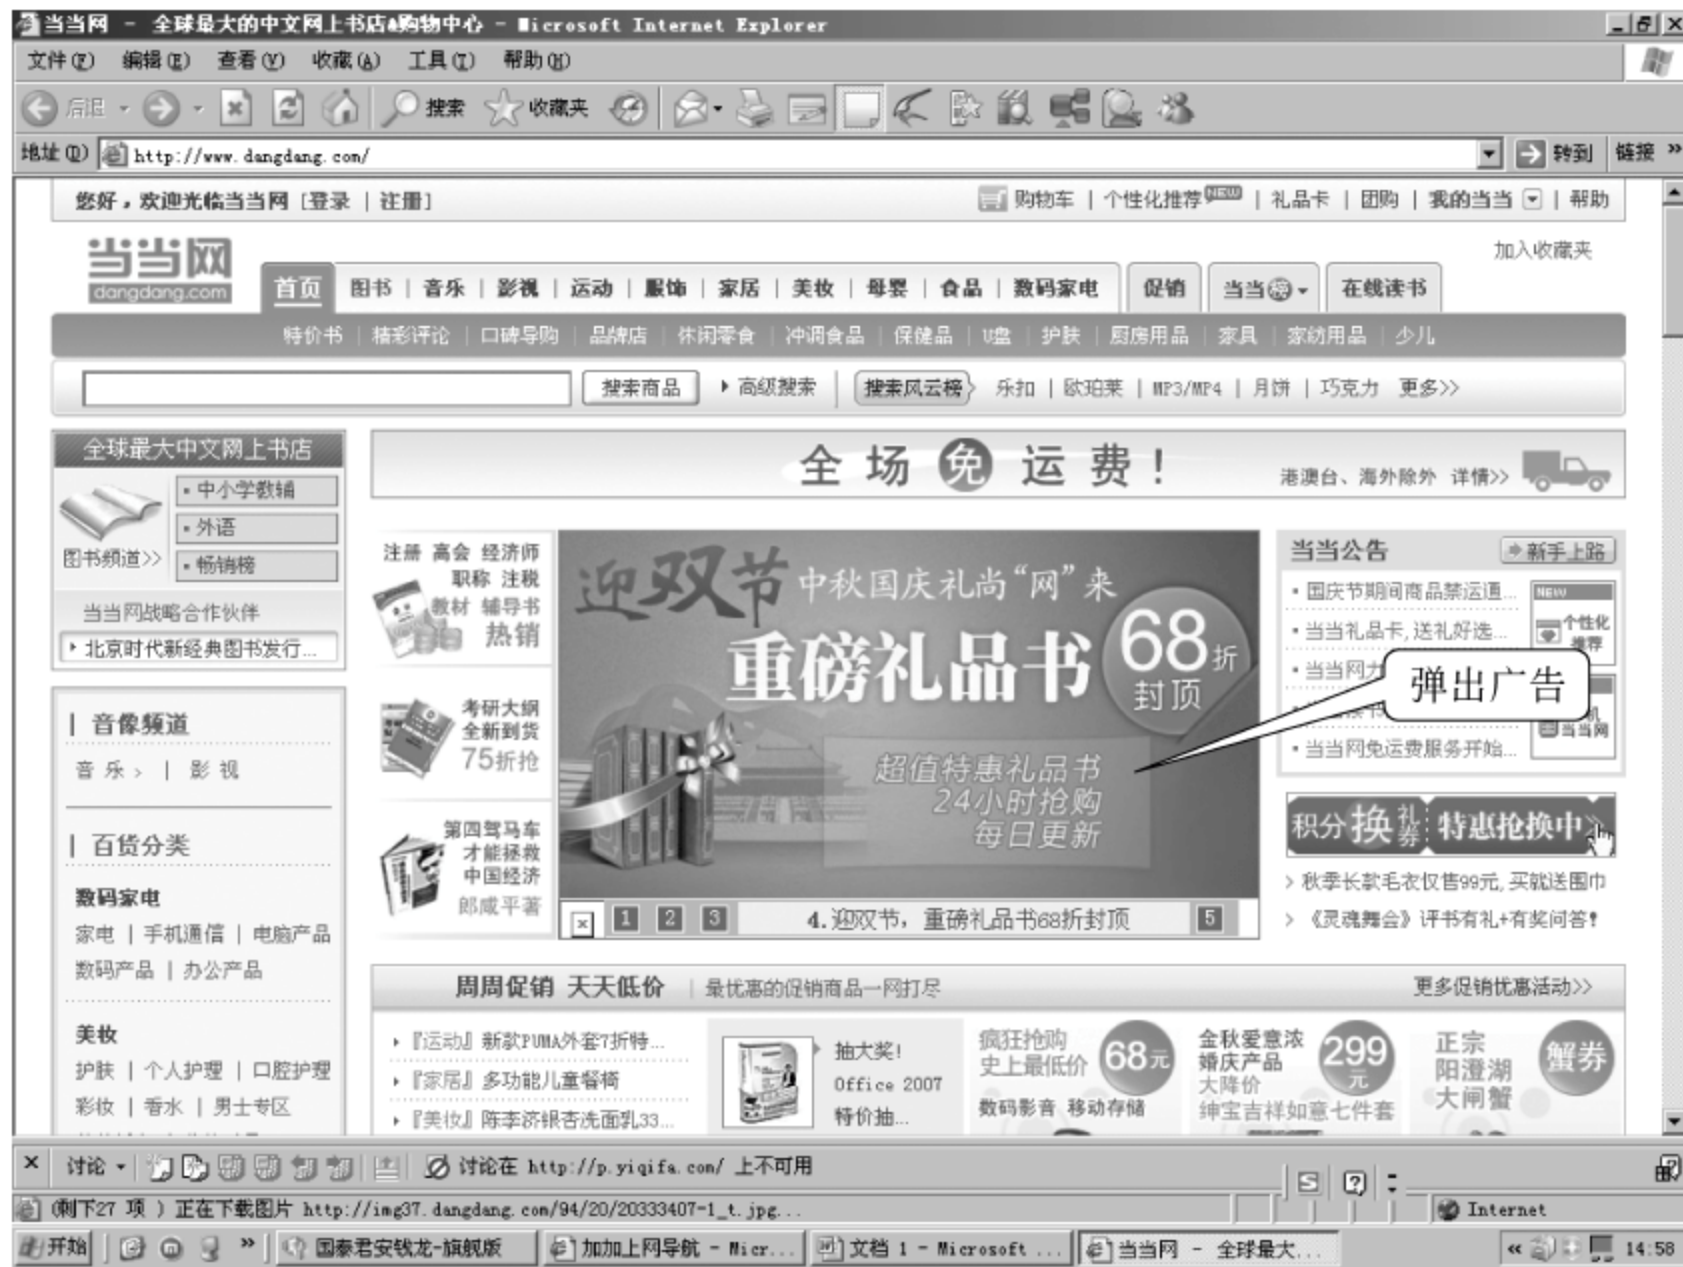 当当网 - 全球最大的中文网上书店&购物中心 - Microsoft Internet Explorer
文件(F) 编辑(E) 查看(V) 收藏(A) 工具(T) 帮助(H)
后退 搜索 收藏夹
地址(D) http://www.dangdang.com/ 转到 链接 »
您好，欢迎光临当当网 [登录 | 注册] 购物车 | 个性化推荐 NEW | 礼品卡 | 团购 | 我的当当 | 帮助
加入收藏夹
当当网
dangdang.com
首页 图书 | 音乐 | 影视 | 运动 | 服饰 | 家居 | 美妆 | 母婴 | 食品 | 数码家电 促销 当当 在线读书
特价书 | 精彩评论 | 口碑导购 | 品牌店 | 休闲零食 | 冲调食品 | 保健品 | U盘 | 护肤 | 厨房用品 | 家具 | 家纺用品 | 少儿
搜索商品 高级搜索 搜索风云榜 乐扣 | 欧珀莱 | MP3/MP4 | 月饼 | 巧克力 更多>>
全球最大中文网上书店
中小学教辅
外语
图书频道>> 畅销榜
当当网战略合作伙伴
北京时代新经典图书发行...
音像频道
音乐> | 影视
百货分类
数码家电
家电 | 手机通信 | 电脑产品
数码产品 | 办公产品
美妆
护肤 | 个人护理 | 口腔护理
彩妆 | 香水 | 男士专区
全场免运费！ 港澳台、海外除外 详情>>
注册 高会 经济师
职称 注税
教材 辅导书
热销
考研大纲
全新到货
75折抢
第四驾马车
才能拯救
中国经济
郎咸平著
迎双节 中秋国庆礼尚“网”来
重磅礼品书
68折
封顶
超值特惠礼品书
24小时抢购
每日更新
1 2 3 4.迎双节，重磅礼品书68折封顶 5
当当公告 新手上路
国庆节期间商品禁运通...
当当礼品卡,送礼好选...
当当网
当当网免运费服务开始...
NEW
个性化
推荐
机
当当网
弹出广告
积分换礼券 特惠抢换中
> 秋季长款毛衣仅售99元,买就送围巾
> 《灵魂舞会》评书有礼+有奖问答!
周周促销 天天低价 | 最优惠的促销商品一网打尽 更多促销优惠活动>>
『运动』新款PUMA外套7折特...
『家居』多功能儿童餐椅
『美妆』陈李济银杏洗面乳33...
抽大奖!
Office 2007
特价抽...
疯狂抢购
史上最低价
68元
数码影音 移动存储
金秋爱意浓
婚庆产品
大降价
299元
绅宝吉祥如意七件套
正宗
阳澄湖
大闸蟹
蟹券
讨论 讨论在 http://p.yiqifa.com/ 上不可用
(剩下27 项 ) 正在下载图片 http://img37.dangdang.com/94/20/20333407-1_t.jpg... Internet
开始 » 国泰君安钱龙-旗舰版 加加上网导航 - Micr... 文档 1 - Microsoft ... 当当网 - 全球最大... « 14:58